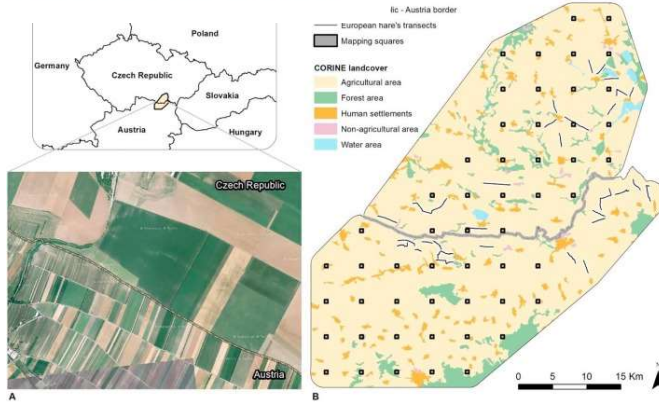 Poland
Germany
Czech Republic
Slovakia
Austria
Hungary
Czech Republic
Austria
A
lic - Austria border
European hare's transects
Mapping squares
CORINE landcover
Agricultural area
Forest area
Human settlements
Non-agricultural area
Water area
0 5 10 15 Km
B